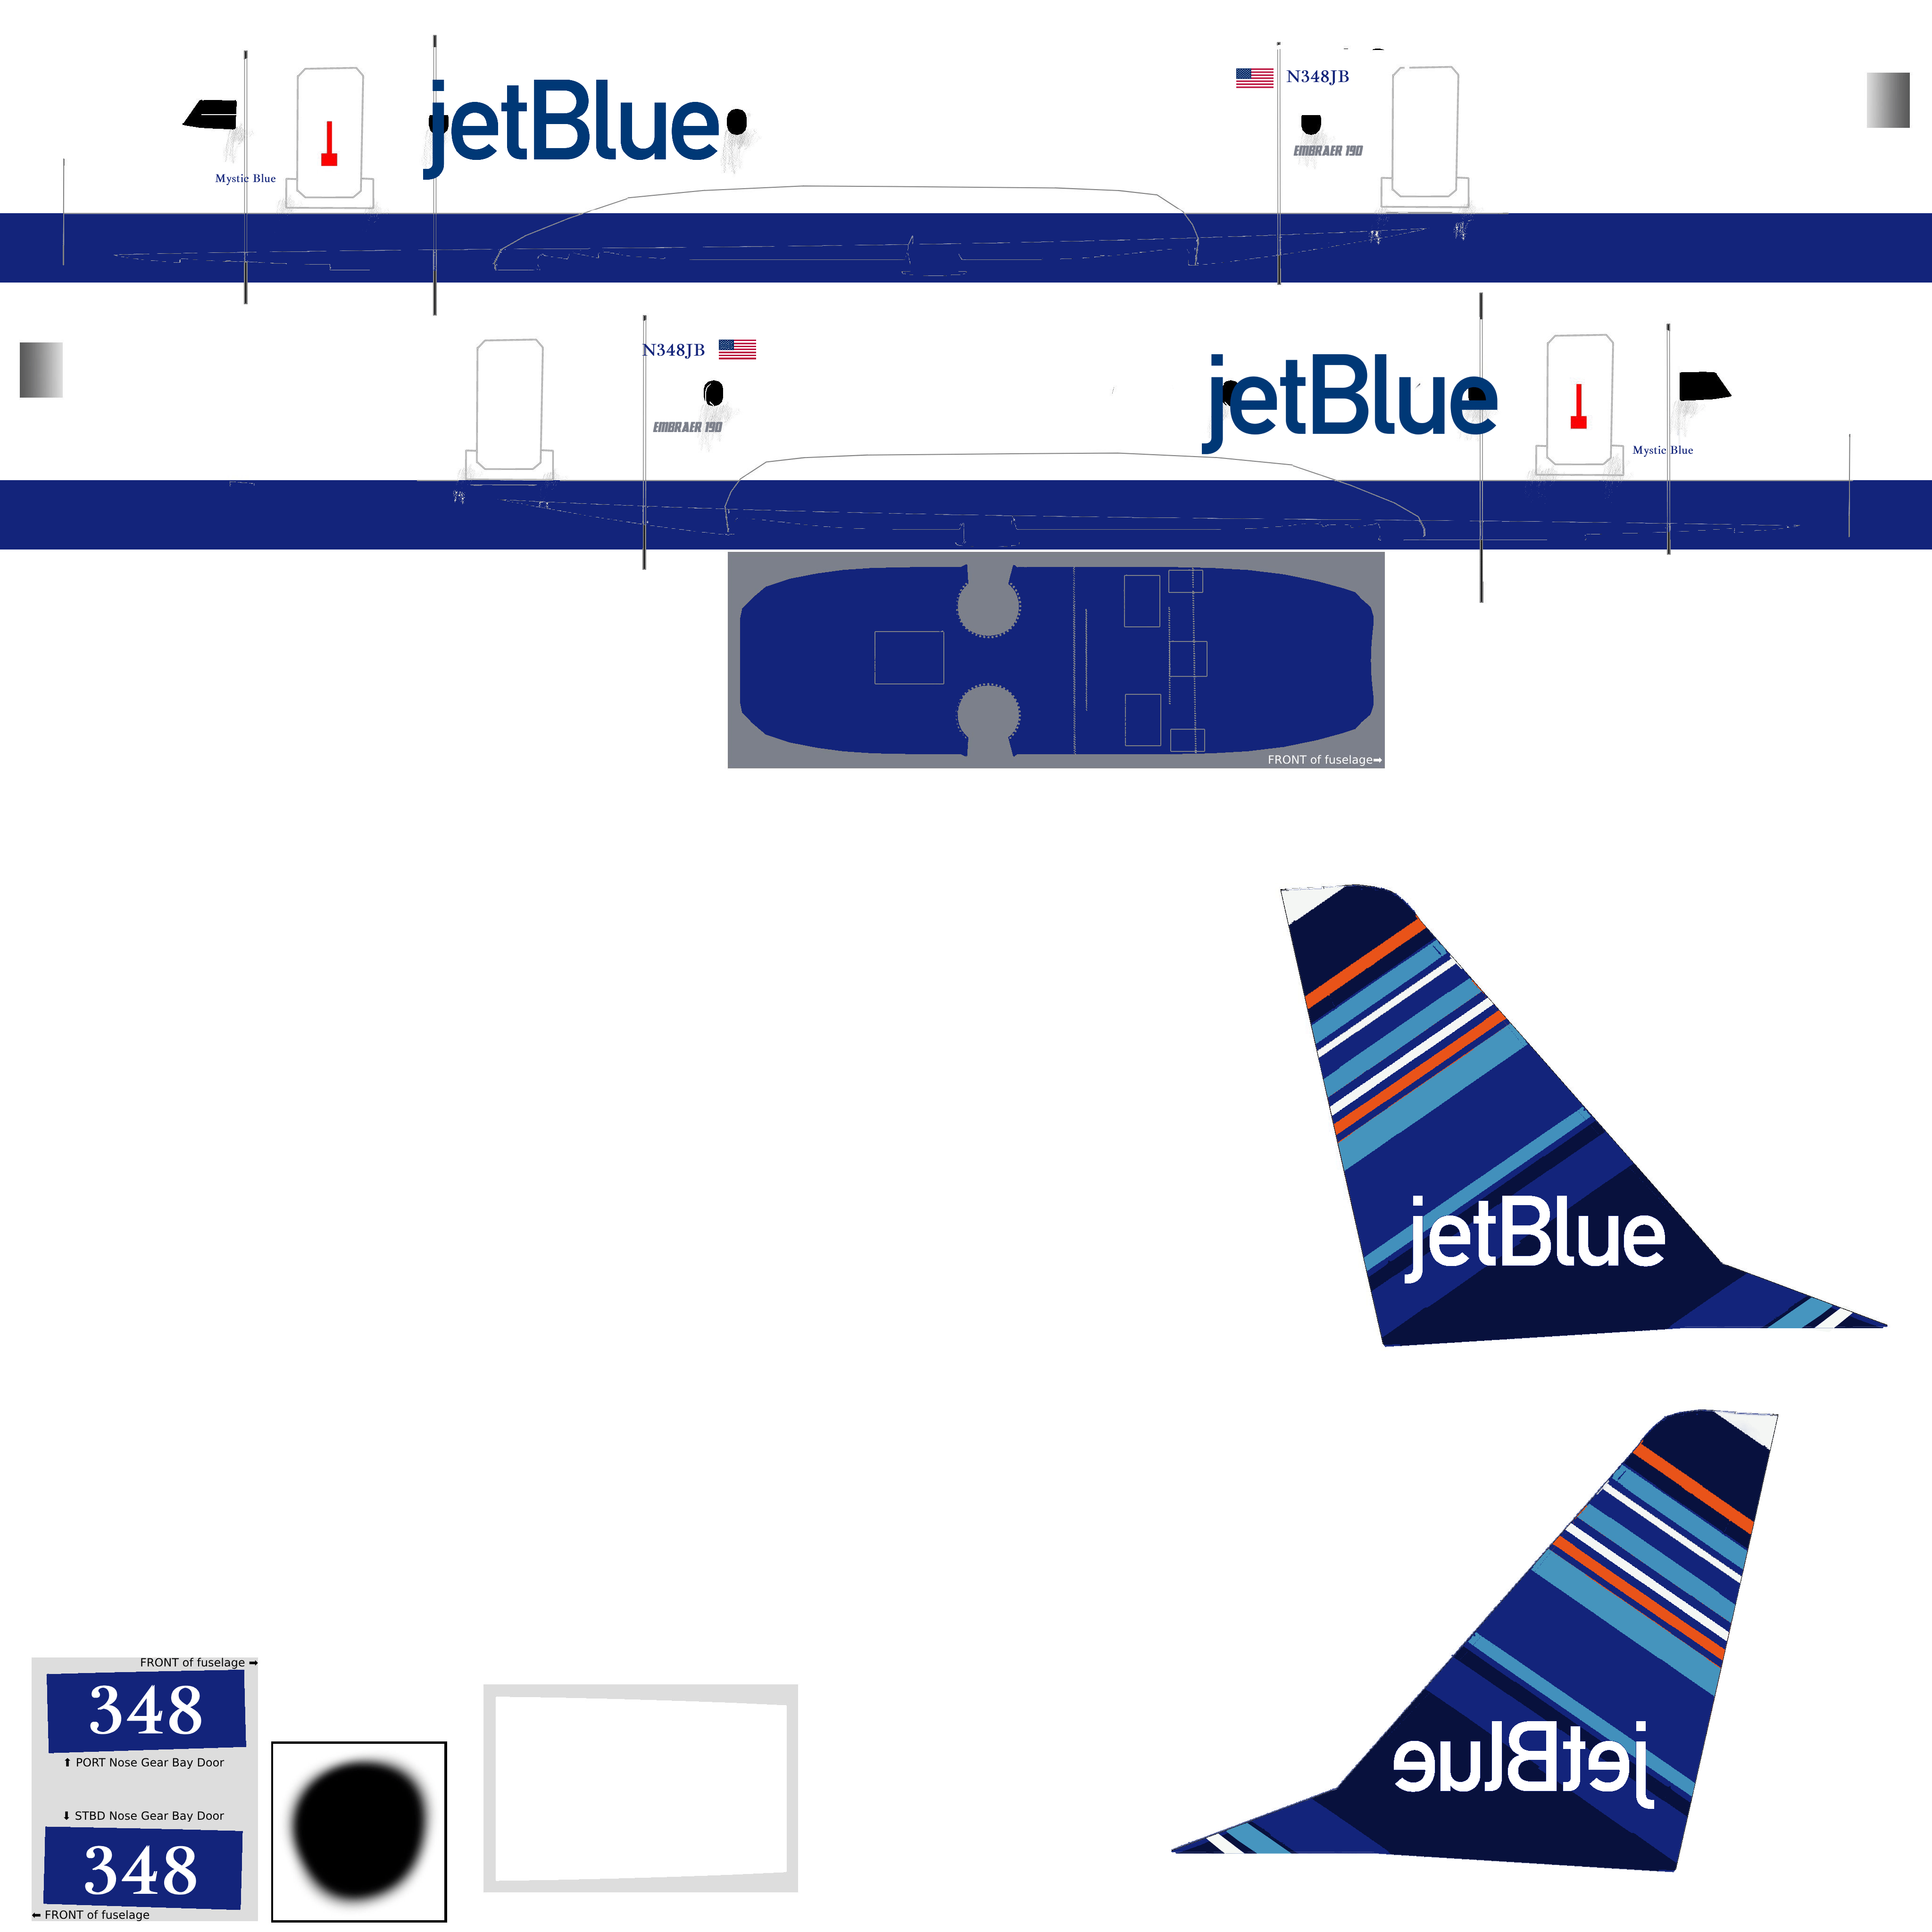 jetBlue
N348JB
EMBRAER 190
Mystic Blue
N348JB
jetBlue
EMBRAER 190
Mystic Blue
FRONT of fuselage➡
jetBlue
FRONT of fuselage ➡
348
⬆ PORT Nose Gear Bay Door
jetBlue
⬇ STBD Nose Gear Bay Door
348
⬅ FRONT of fuselage